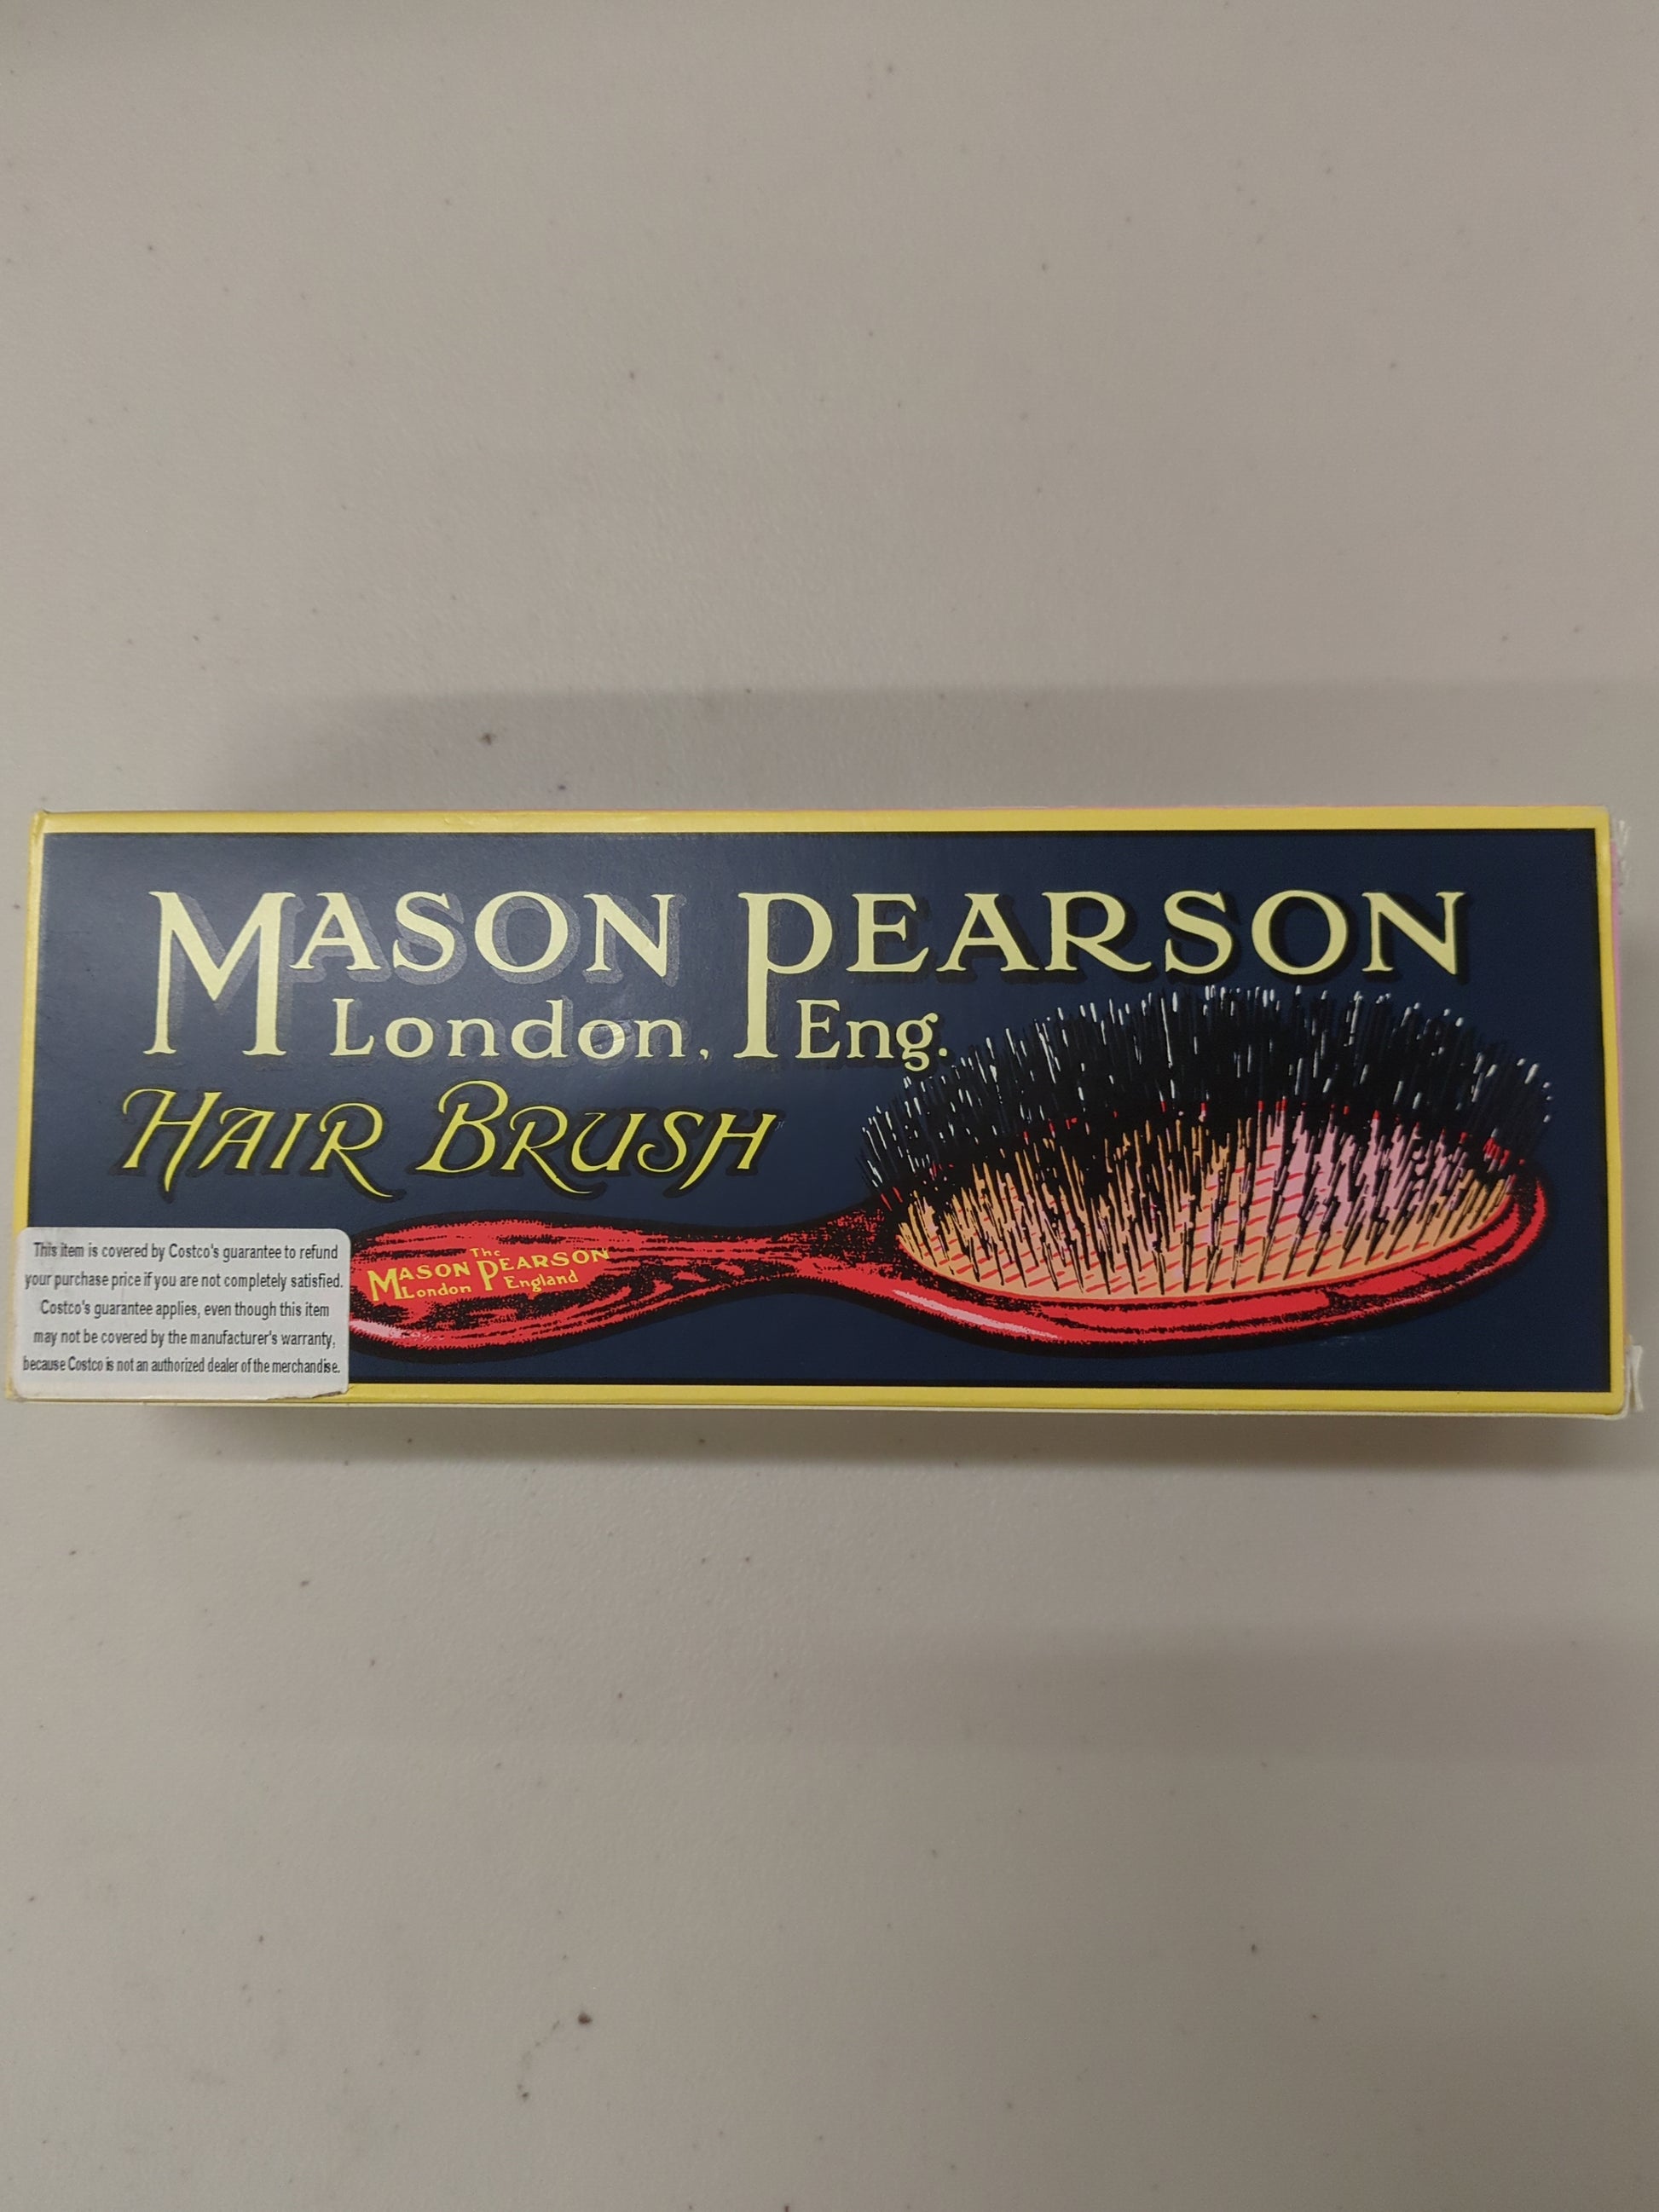 MASON PEARSON
London, Eng.
HAIR BRUSH
The
MASON PEARSON
London England
This item is covered by Costco's guarantee to refund
your purchase price if you are not completely satisfied.
Costco's guarantee applies, even though this item
may not be covered by the manufacturer's warranty,
because Costco is not an authorized dealer of the merchandise.